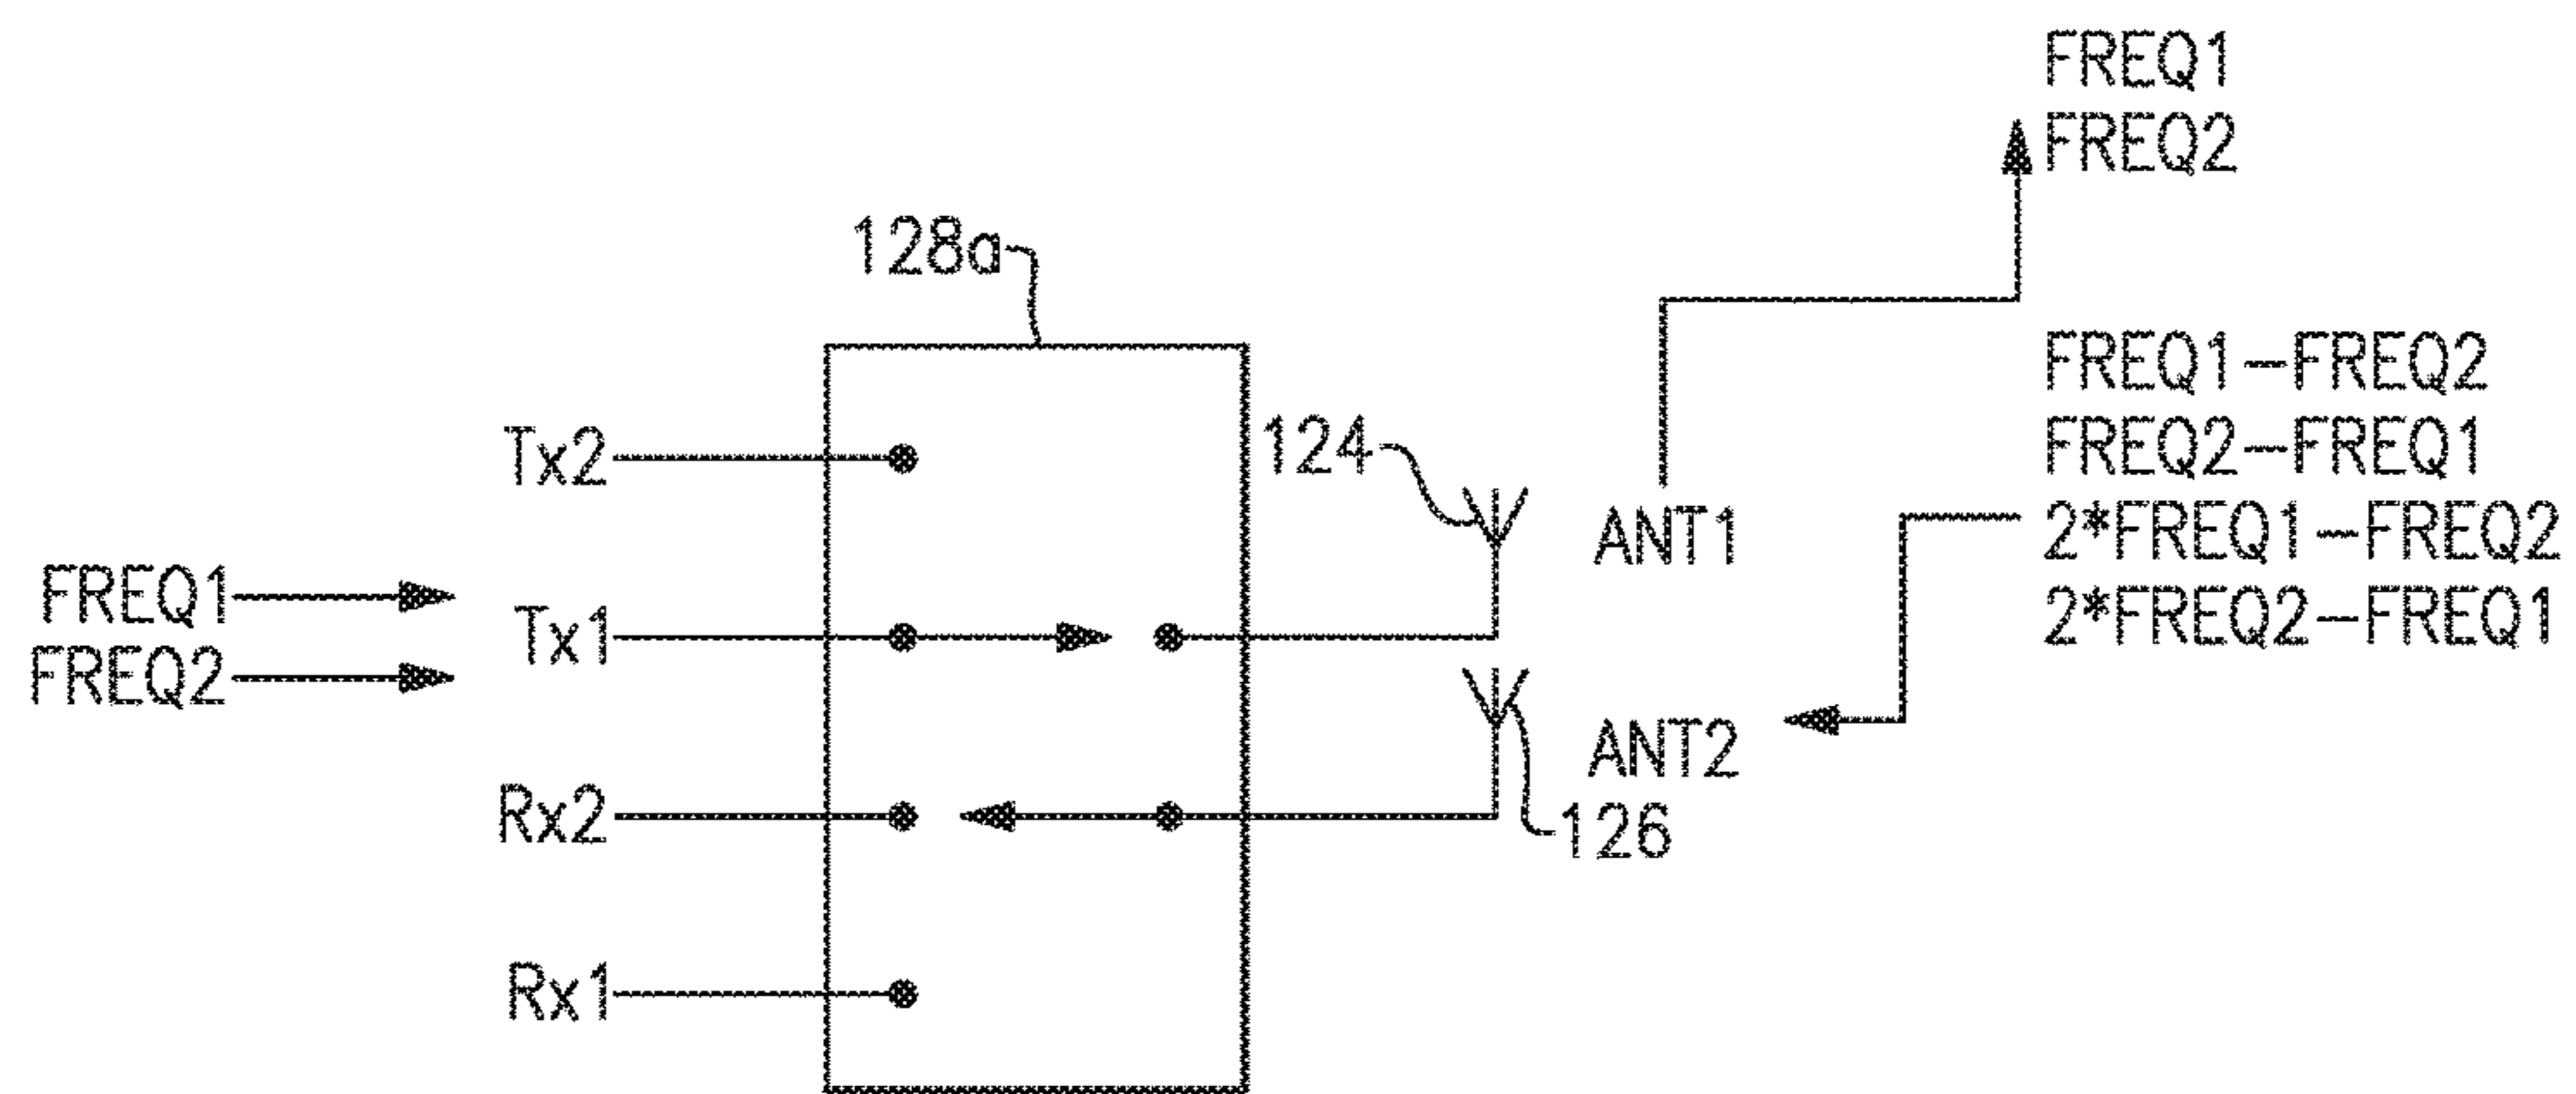 FREQ1
FREQ2
128a
FREQ1-FREQ2
FREQ2-FREQ1
2*FREQ1-FREQ2
2*FREQ2-FREQ1
Tx2
124
ANT1
FREQ1
FREQ2
Tx1
ANT2
Rx2
126
Rx1